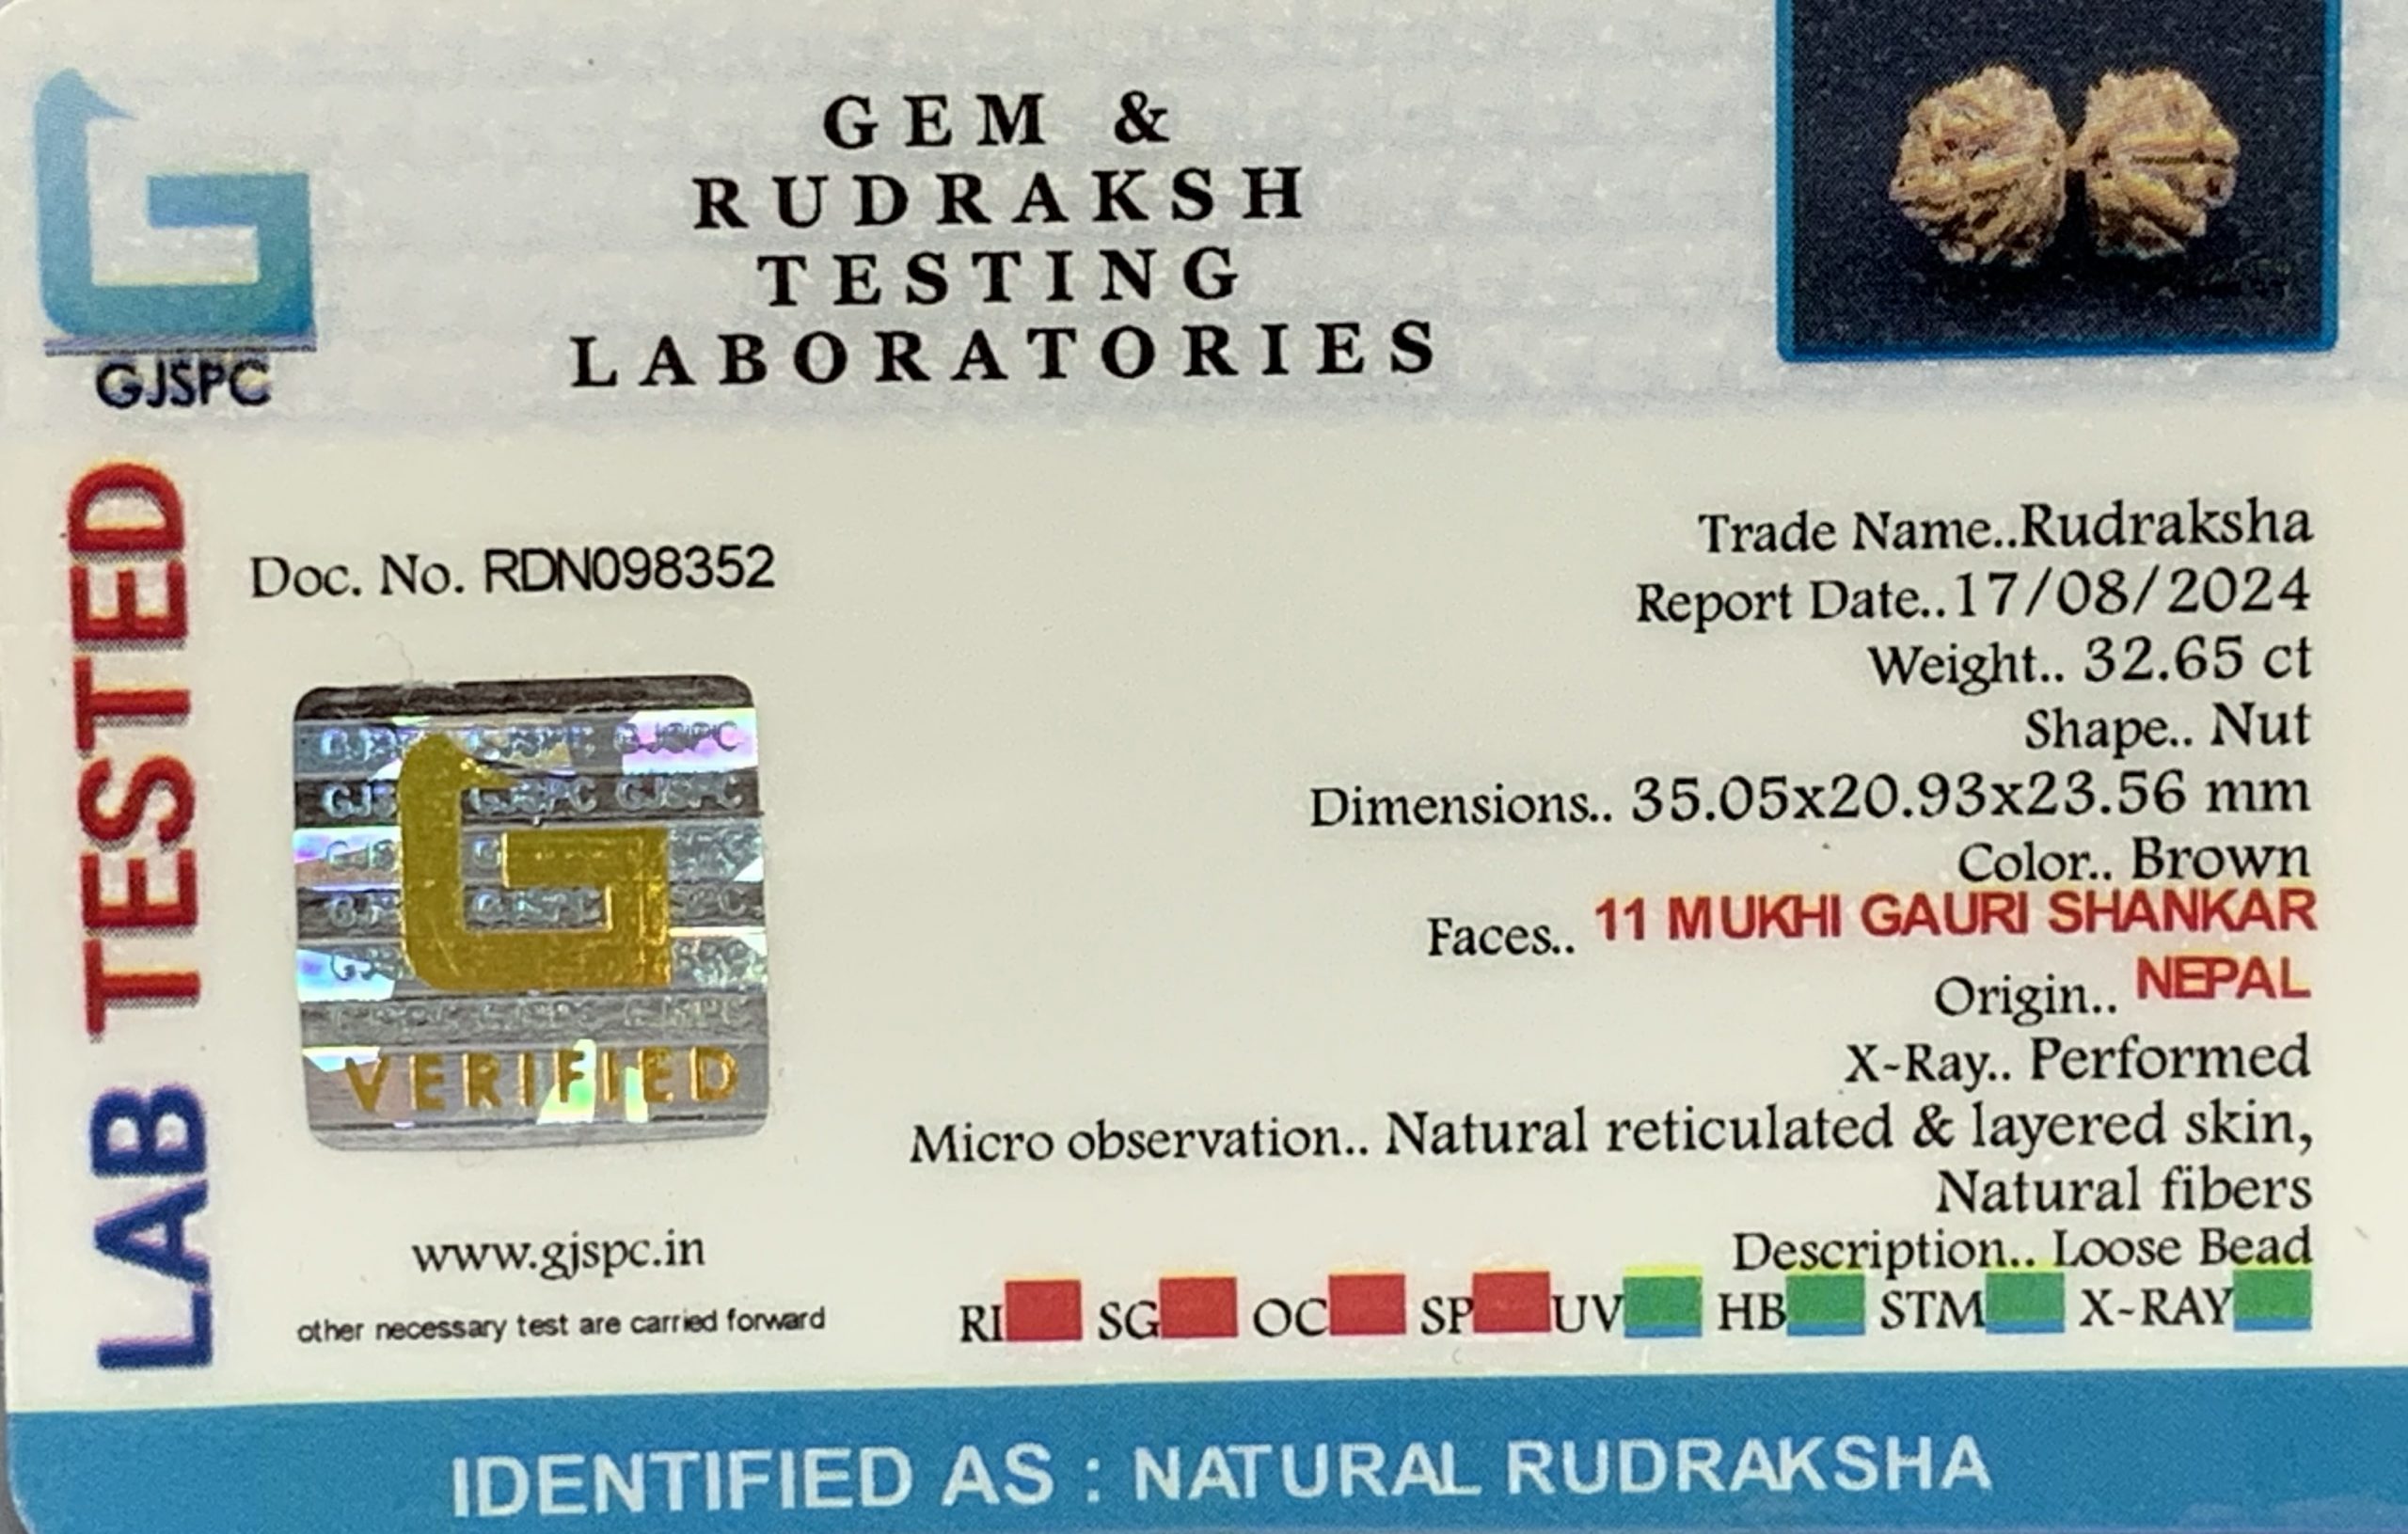 GEM &
RUDRAKSH
TESTING
LABORATORIES
GJSPC
LAB TESTED
Doc. No. RDN098352
Trade Name..Rudraksha
Report Date..17/08/2024
Weight.. 32.65 ct
Shape.. Nut
Dimensions.. 35.05x20.93x23.56 mm
Color.. Brown
Faces.. 11 MUKHI GAURI SHANKAR
Origin.. NEPAL
X-Ray.. Performed
Micro observation.. Natural reticulated & layered skin,
Natural fibers
Description.. Loose Bead
GJSPC
GJSPC GJSPC
VERIFIED
www.gjspc.in
other necessary test are carried forward
RI SG OC SP UV HB STM X-RAY
IDENTIFIED AS : NATURAL RUDRAKSHA